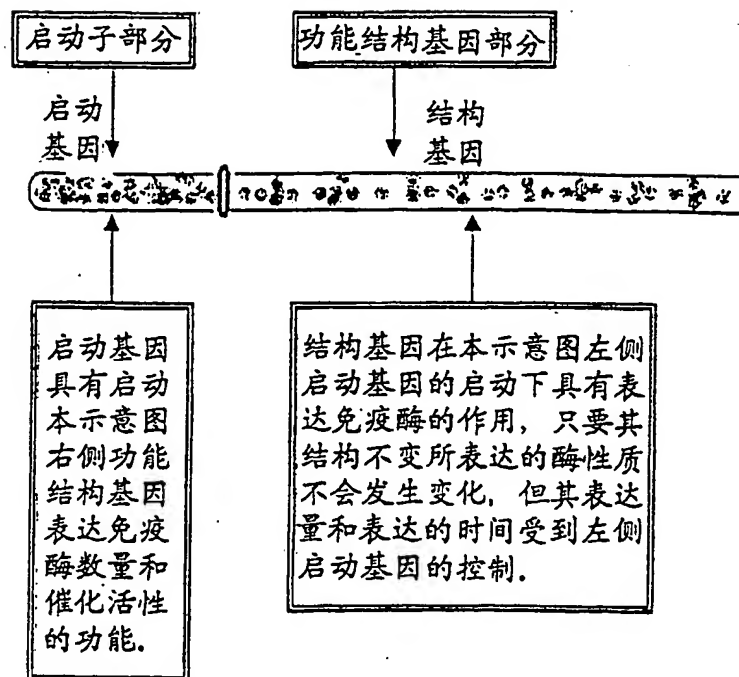 启动子部分
功能结构基因部分
启动
基因
结构
基因
启动基因
具有启动
本示意图
右侧功能
结构基因
表达免疫
酶数量和
催化活性
的功能.
结构基因在本示意图左侧
启动基因的启动下具有表
达免疫酶的作用, 只要其
结构不变所表达的酶性质
不会发生变化, 但其表达
量和表达的时间受到左侧
启动基因的控制.